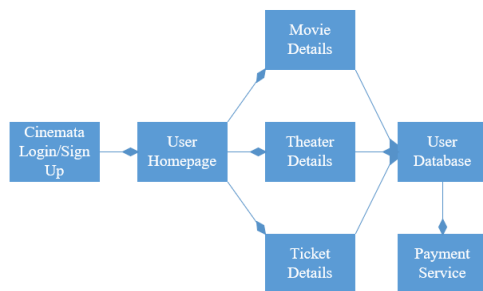 Cinemata
Login/Sign
Up
User
Homepage
Movie
Details
Theater
Details
Ticket
Details
User
Database
Payment
Service